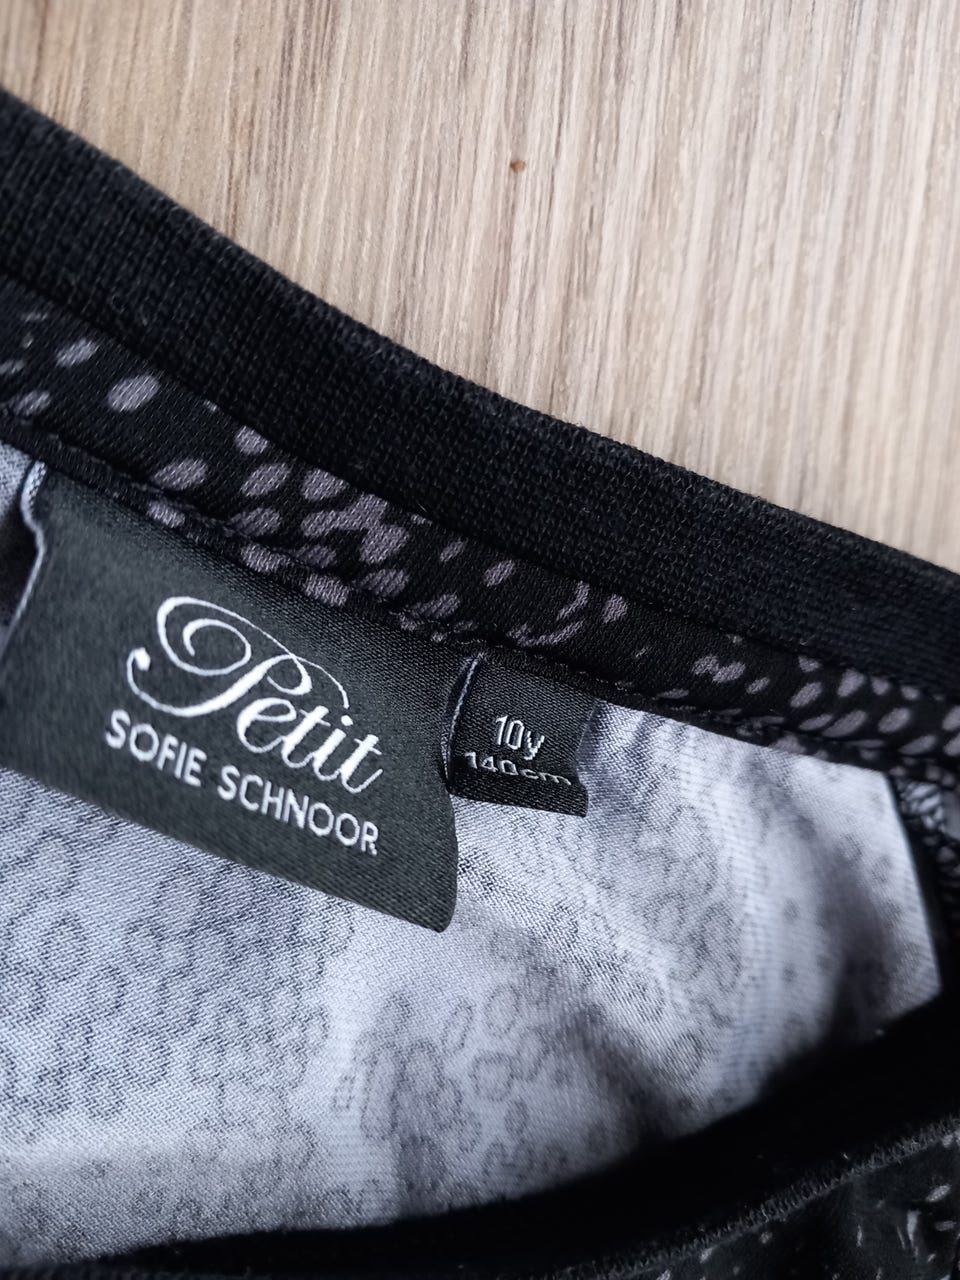 Petit
SOFIE SCHNOOR
10y
140cm